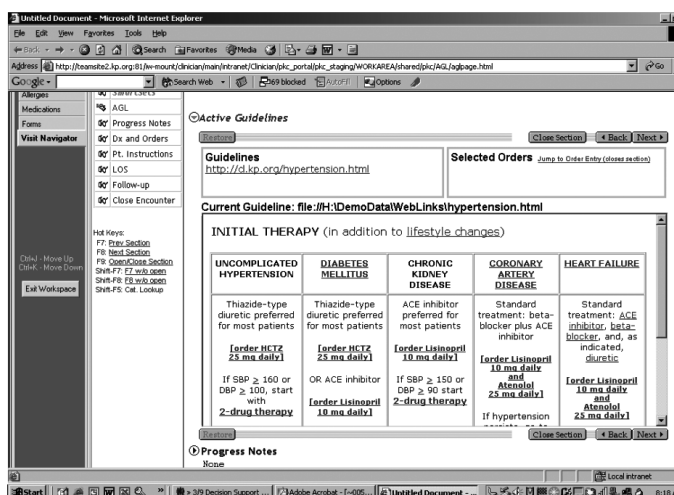 Untitled Document - Microsoft Internet Explorer
File Edit View Favorites Tools Help
Back Search Favorites Media
Address http://teamsite2.kp.org:81/iw-mount/clinician/main/intranet/Clinician/pkc_portal/pkc_staging/WORKAREA/shared/pkc/AGL/aglpage.html Go
Google Search Web 569 blocked AutoFill Options
Allergies
Medications
Forms
Visit Navigator
Ctrl+J - Move Up
Ctrl+K - Move Down
Exit Workspace
SmartSets
AGL
Progress Notes
Dx and Orders
Pt. Instructions
LOS
Follow-up
Close Encounter
Hot Keys:
F7: Prev Section
F8: Next Section
F9: Open/Close Section
Shift-F7: F7 w/o open
Shift-F8: F8 w/o open
Shift-F5: Cat. Lookup
Active Guidelines
Restore Close Section Back Next
Guidelines
http://cl.kp.org/hypertension.html
Selected Orders Jump to Order Entry (closes section)
Current Guideline: file://H:\DemoData\WebLinks\hypertension.html
INITIAL THERAPY (in addition to lifestyle changes)
UNCOMPLICATED
HYPERTENSION
DIABETES
MELLITUS
CHRONIC
KIDNEY
DISEASE
CORONARY
ARTERY
DISEASE
HEART FAILURE
Thiazide-type
diuretic preferred
for most patients
[order HCTZ
25 mg daily]
If SBP ≥ 160 or
DBP ≥ 100, start
with
2-drug therapy
Thiazide-type
diuretic preferred
for most patients
[order HCTZ
25 mg daily]
OR ACE inhibitor
[order Lisinopril
10 mg daily]
ACE inhibitor
preferred for
most patients
[order Lisinopril
10 mg daily]
If SBP ≥ 150 or
DBP ≥ 90 start
2-drug therapy
Standard
treatment: beta-
blocker plus ACE
inhibitor
[order Lisinopril
10 mg daily
and
Atenolol
25 mg daily]
If hypertension
Standard
treatment: ACE
inhibitor, beta-
blocker, and, as
indicated,
diuretic
[order Lisinopril
10 mg daily
and
Atenolol
25 mg daily]
Restore Close Section Back Next
Progress Notes
None
Local intranet
Start 3/9 Decision Support ... Adobe Acrobat - [~005... Untitled Document - ... 8:18